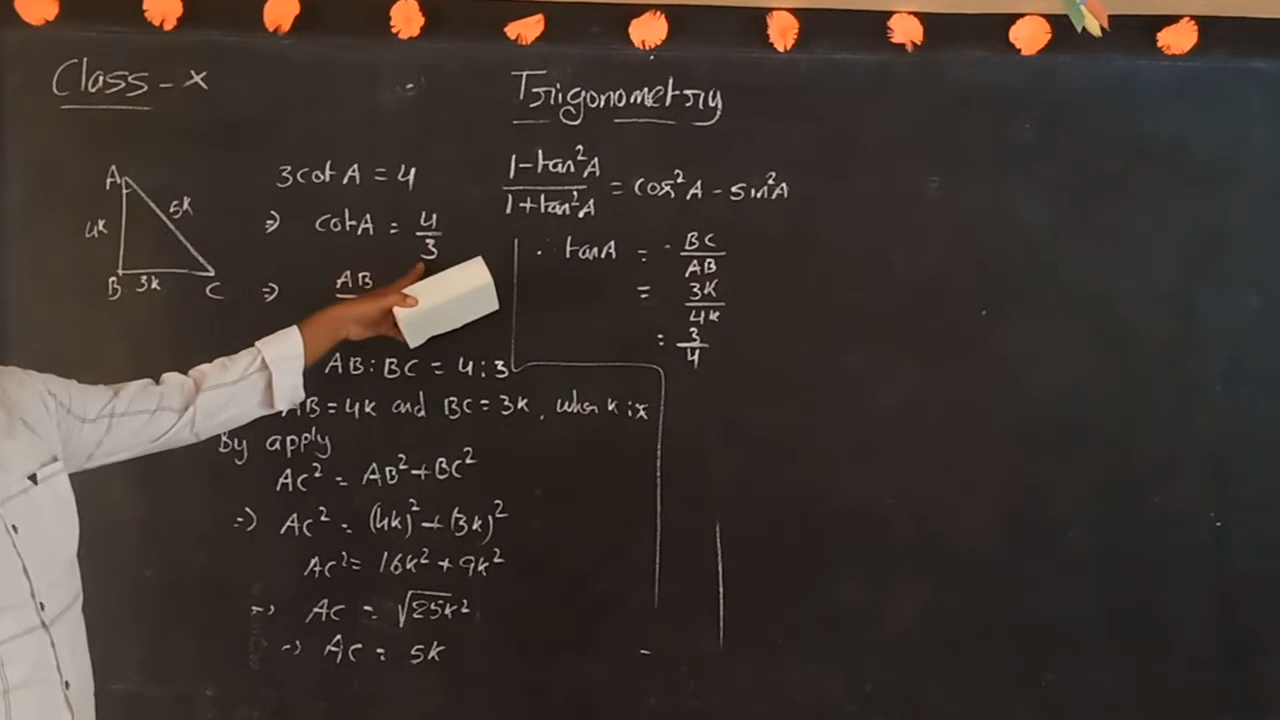 Class - X
Trigonometry
A
4k
5k
B 3k C
3cot A = 4
⇒ cotA = 4/3
⇒ AB
AB : BC = 4 : 3
AB = 4k and BC = 3k, when k is
By apply
AC² = AB² + BC²
⇒ AC² = (4k)² + (3k)²
AC² = 16k² + 9k²
⇒ AC = √25k²
⇒ AC = 5k
(1-tan²A)/(1+tan²A) = cos²A - sin²A
∴ tanA = BC/AB
= 3k/4k
= 3/4